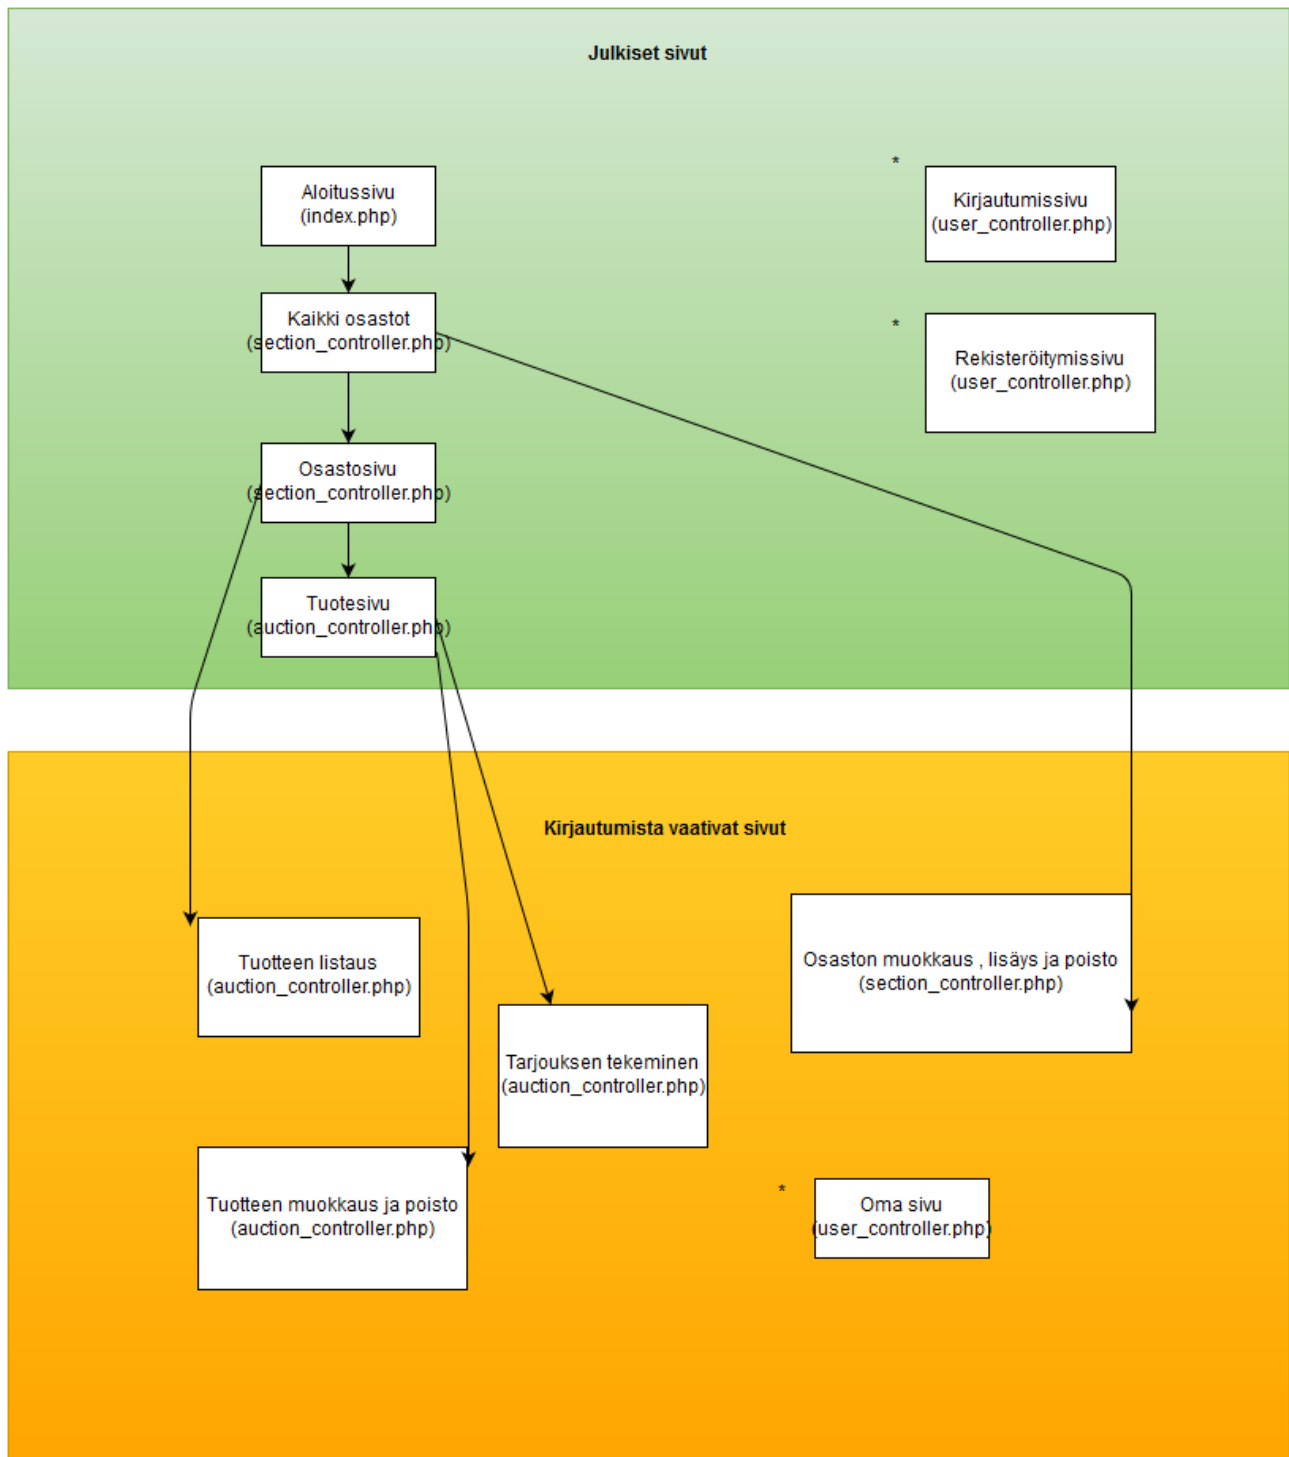 Julkiset sivut
Aloitussivu
(index.php)
*
Kirjautumissivu
(user_controller.php)
Kaikki osastot
(section_controller.php)
*
Rekisteröitymissivu
(user_controller.php)
Osastosivu
(section_controller.php)
Tuotesivu
(auction_controller.php)
Kirjautumista vaativat sivut
Tuotteen listaus
(auction_controller.php)
Osaston muokkaus , lisäys ja poisto
(section_controller.php)
Tarjouksen tekeminen
(auction_controller.php)
Tuotteen muokkaus ja poisto
(auction_controller.php)
*
Oma sivu
(user_controller.php)